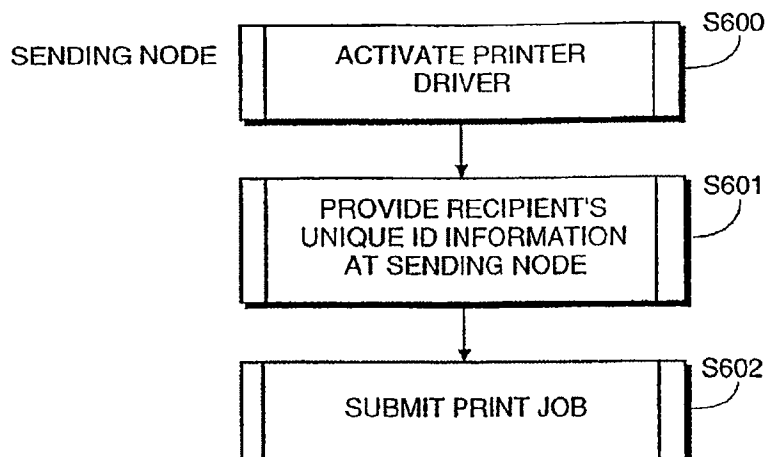 S600
SENDING NODE
ACTIVATE PRINTER
DRIVER
S601
PROVIDE RECIPIENT'S
UNIQUE ID INFORMATION
AT SENDING NODE
S602
SUBMIT PRINT JOB